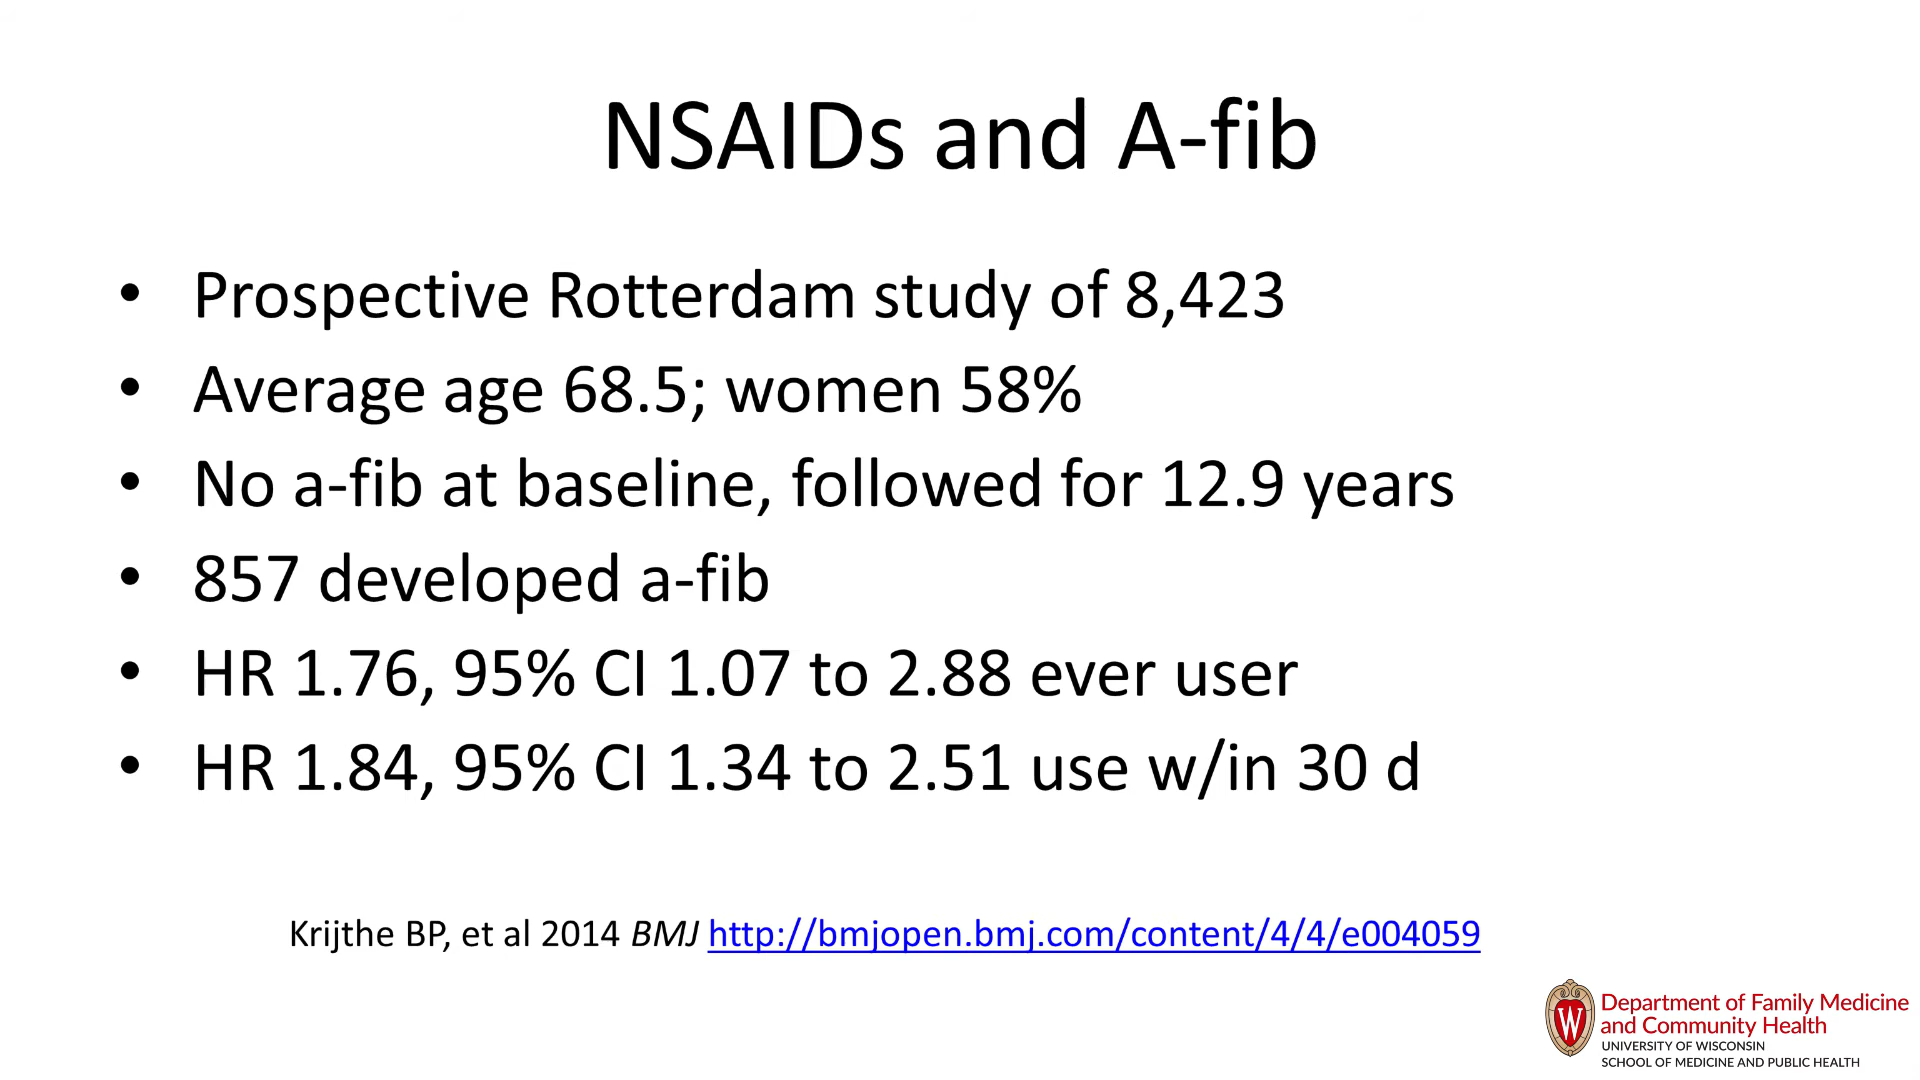 NSAIDs and A-fib
• Prospective Rotterdam study of 8,423
• Average age 68.5; women 58%
• No a-fib at baseline, followed for 12.9 years
• 857 developed a-fib
• HR 1.76, 95% CI 1.07 to 2.88 ever user
• HR 1.84, 95% CI 1.34 to 2.51 use w/in 30 d
Krijthe BP, et al 2014 BMJ http://bmjopen.bmj.com/content/4/4/e004059
W
Department of Family Medicine
and Community Health
UNIVERSITY OF WISCONSIN
SCHOOL OF MEDICINE AND PUBLIC HEALTH